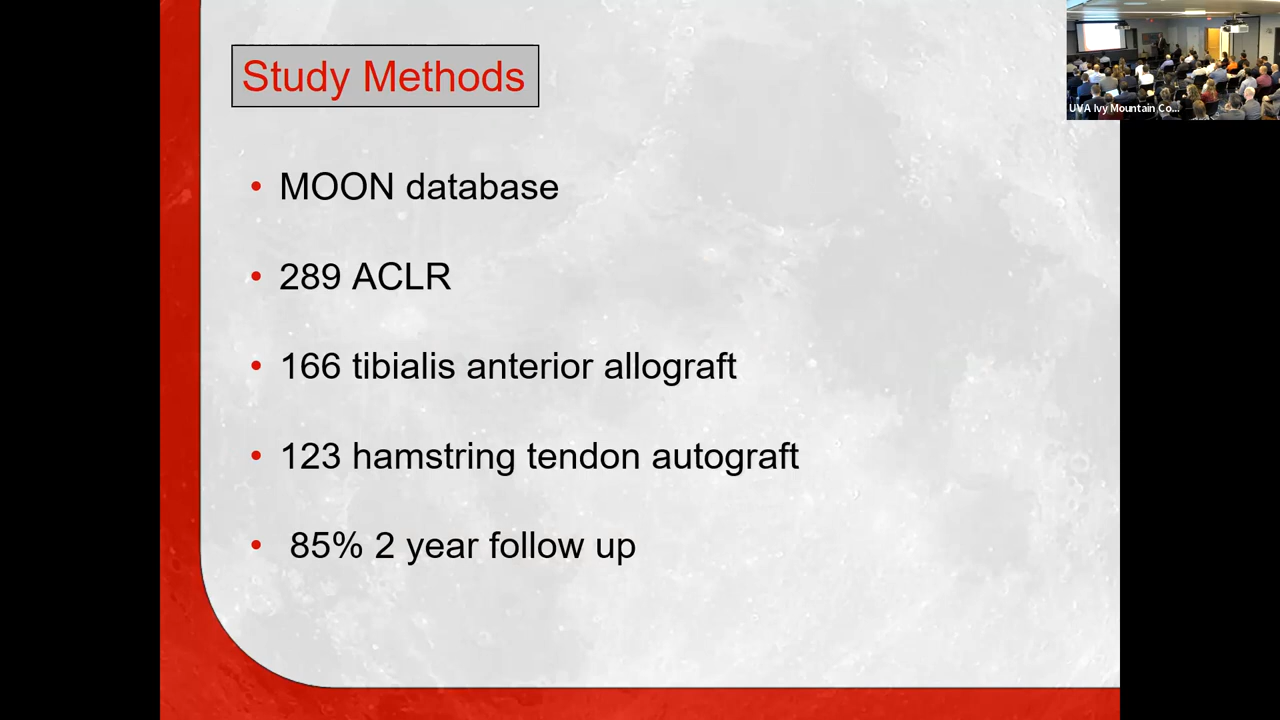 Study Methods
UVA Ivy Mountain Co...
• MOON database
• 289 ACLR
• 166 tibialis anterior allograft
• 123 hamstring tendon autograft
• 85% 2 year follow up